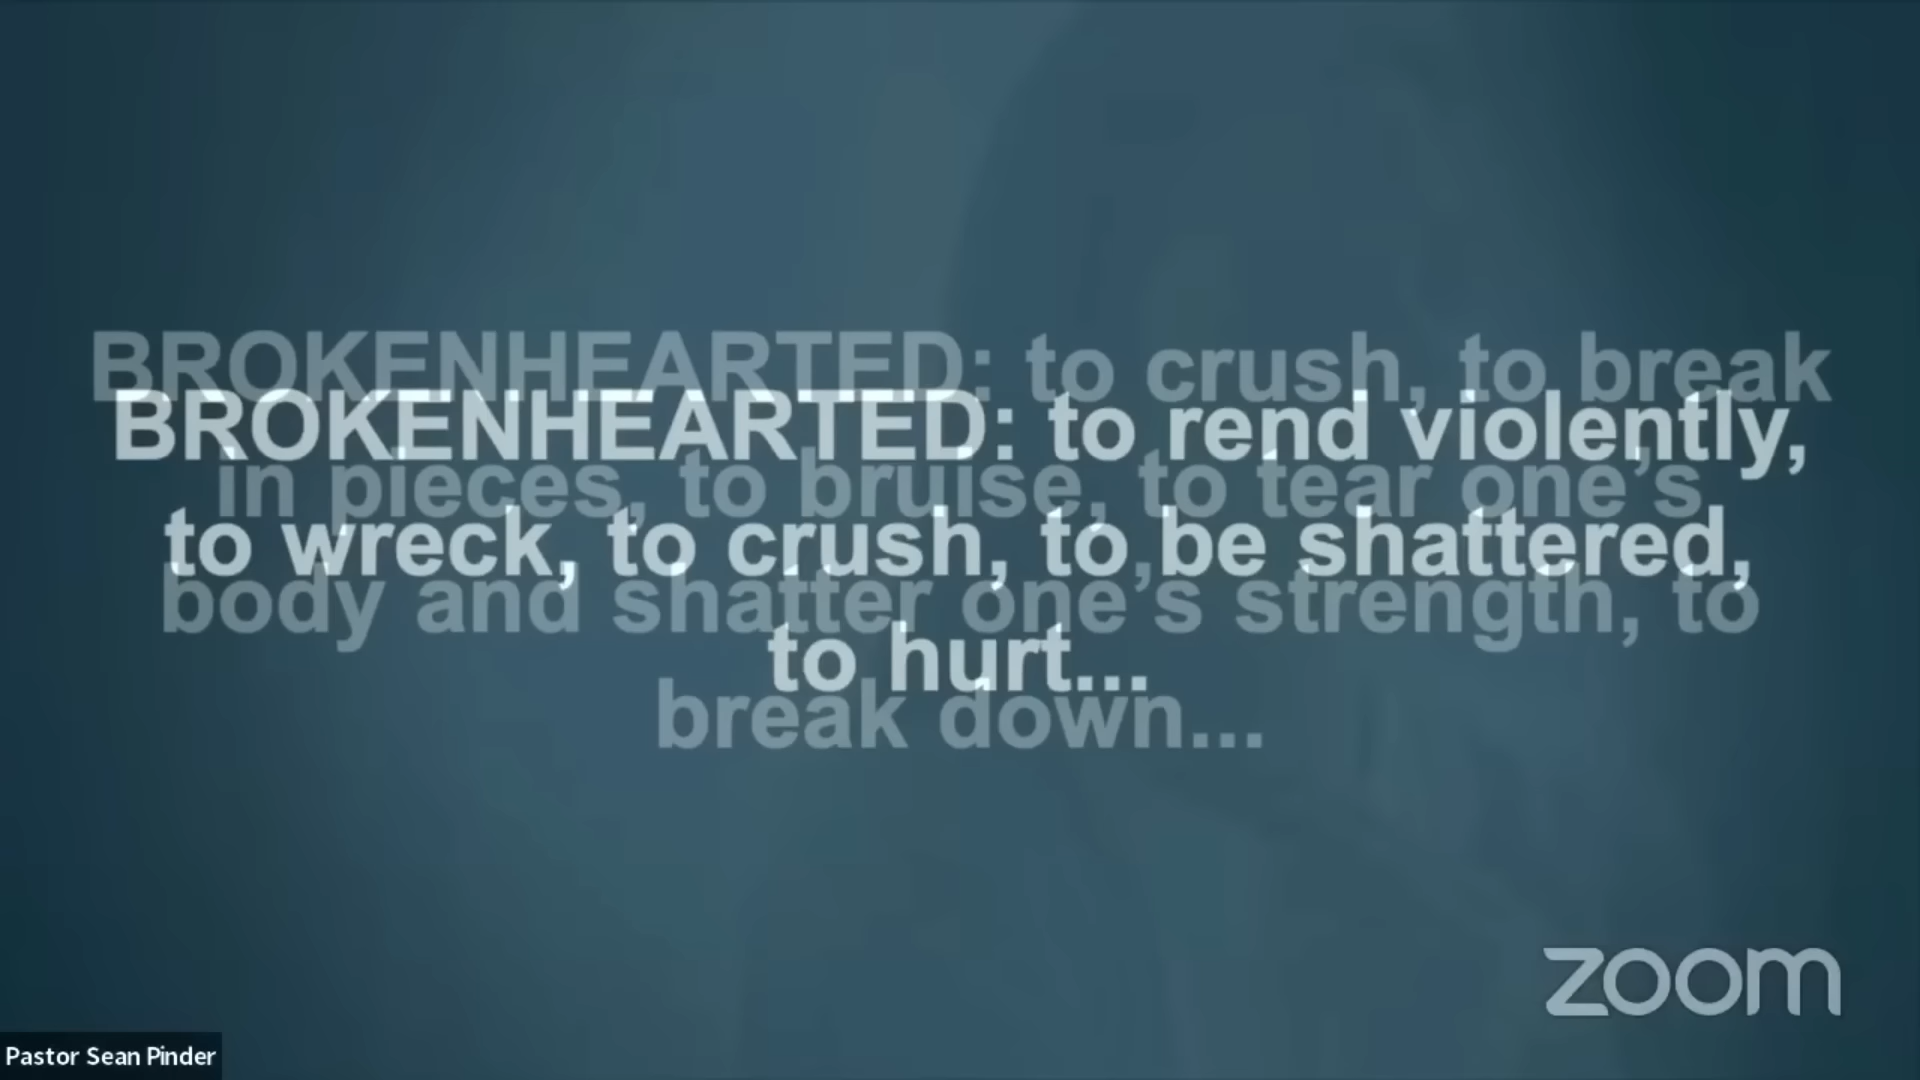 BROKENHEARTED: to crush, to break
in pieces, to bruise, to tear one's
body and shatter one's strength, to
break down...
BROKENHEARTED: to rend violently,
to wreck, to crush, to be shattered,
to hurt...
zoom
Pastor Sean Pinder